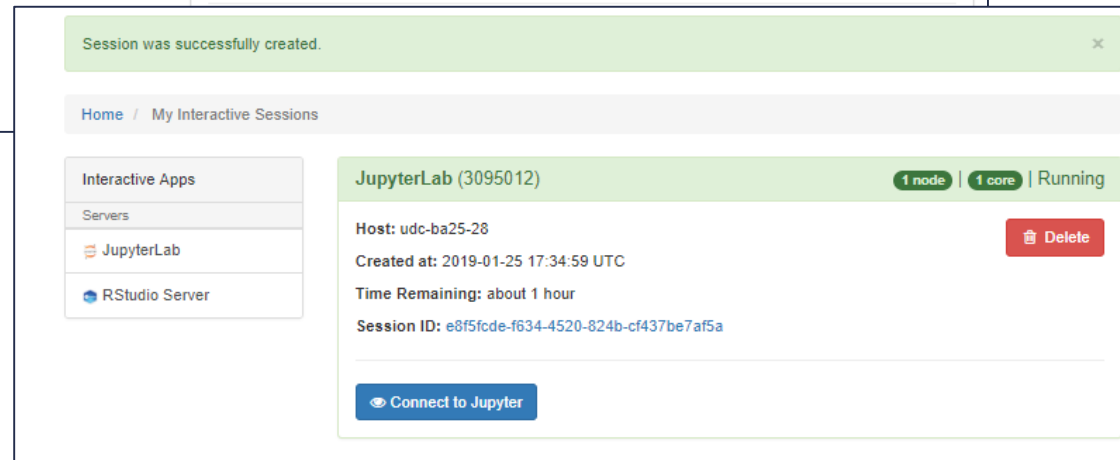 Session was successfully created. ×
Home / My Interactive Sessions
Interactive Apps
Servers
JupyterLab
RStudio Server
JupyterLab (3095012) 1 node | 1 core | Running
Host: udc-ba25-28
Delete
Created at: 2019-01-25 17:34:59 UTC
Time Remaining: about 1 hour
Session ID: e8f5fcde-f634-4520-824b-cf437be7af5a
Connect to Jupyter